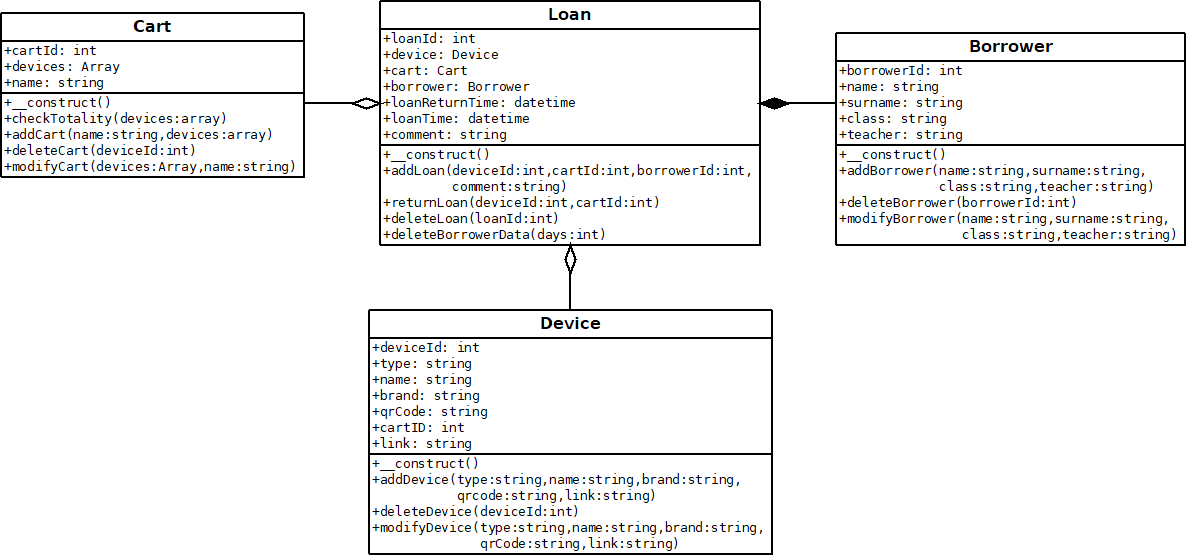 Cart
+cartId: int
+devices: Array
+name: string
+__construct()
+checkTotality(devices:array)
+addCart(name:string,devices:array)
+deleteCart(deviceId:int)
+modifyCart(devices:Array,name:string)
Loan
+loanId: int
+device: Device
+cart: Cart
+borrower: Borrower
+loanReturnTime: datetime
+loanTime: datetime
+comment: string
+__construct()
+addLoan(deviceId:int,cartId:int,borrowerId:int,
comment:string)
+returnLoan(deviceId:int,cartId:int)
+deleteLoan(loanId:int)
+deleteBorrowerData(days:int)
Borrower
+borrowerId: int
+name: string
+surname: string
+class: string
+teacher: string
+__construct()
+addBorrower(name:string,surname:string,
class:string,teacher:string)
+deleteBorrower(borrowerId:int)
+modifyBorrower(name:string,surname:string,
class:string,teacher:string)
Device
+deviceId: int
+type: string
+name: string
+brand: string
+qrCode: string
+cartID: int
+link: string
+__construct()
+addDevice(type:string,name:string,brand:string,
qrcode:string,link:string)
+deleteDevice(deviceId:int)
+modifyDevice(type:string,name:string,brand:string,
qrCode:string,link:string)